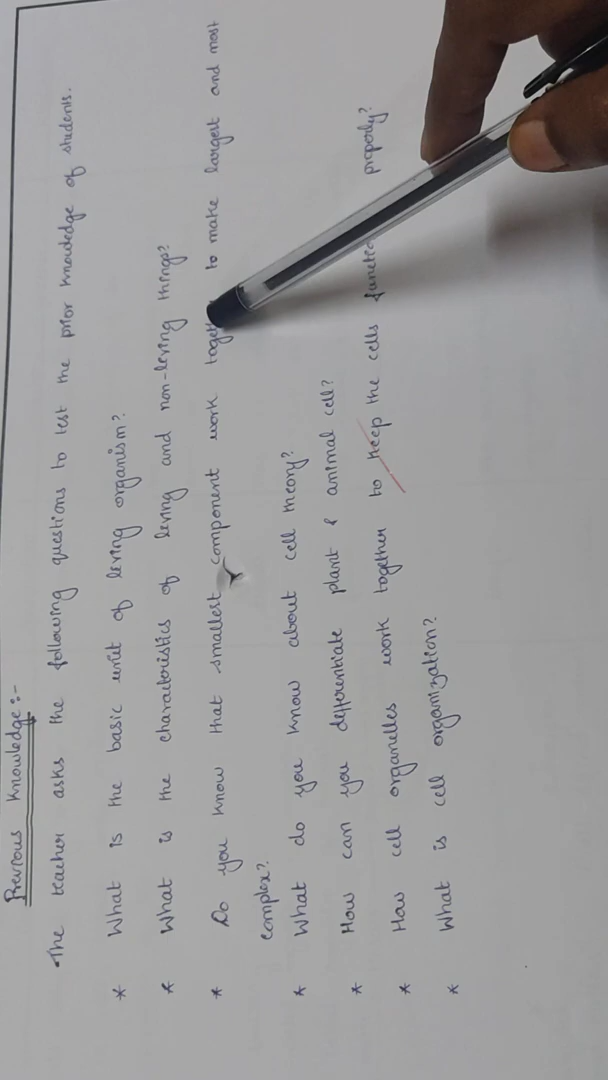 Previous Knowledge:-
The teacher asks the following questions to test the prior knowledge of students.
* What is the basic unit of living organism?
* What is the characteristics of living and non-living things?
* Do you know that smallest component work togeth to make largest and most
complex?
* What do you know about cell theory?
* How can you differentiate plant & animal cell?
* How cell organelles work together to keep the cells functio properly?
* What is cell organization?